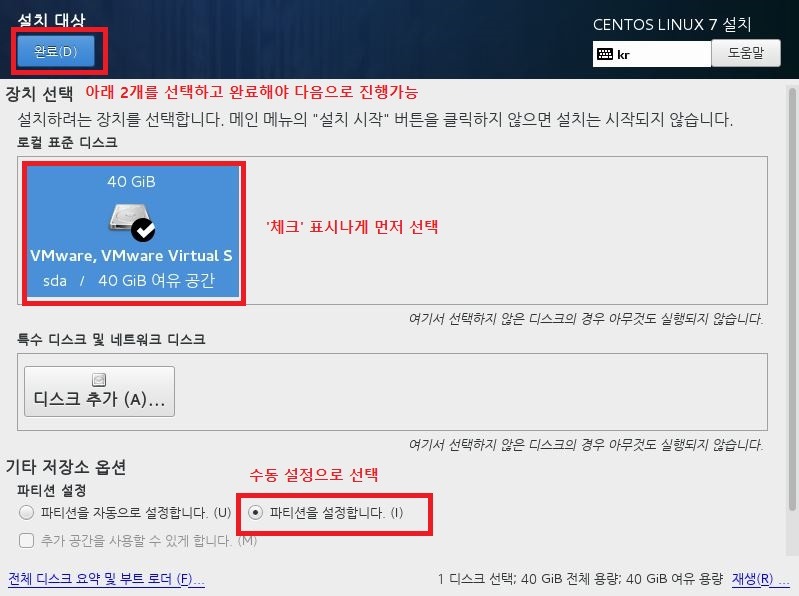 설치 대상
CENTOS LINUX 7 설치
완료(D)
kr
도움말
장치 선택
아래 2개를 선택하고 완료해야 다음으로 진행가능
설치하려는 장치를 선택합니다. 메인 메뉴의 "설치 시작" 버튼을 클릭하지 않으면 설치는 시작되지 않습니다.
로컬 표준 디스크
40 GiB
'체크' 표시나게 먼저 선택
VMware, VMware Virtual S
sda / 40 GiB 여유 공간
여기서 선택하지 않은 디스크의 경우 아무것도 실행되지 않습니다.
특수 디스크 및 네트워크 디스크
디스크 추가 (A)...
여기서 선택하지 않은 디스크의 경우 아무것도 실행되지 않습니다.
기타 저장소 옵션
수동 설정으로 선택
파티션 설정
파티션을 자동으로 설정합니다. (U)
파티션을 설정합니다. (I)
추가 공간을 사용할 수 있게 합니다. (M)
전체 디스크 요약 및 부트 로더 (F)...
1 디스크 선택; 40 GiB 전체 용량; 40 GiB 여유 용량
재생(R) ...